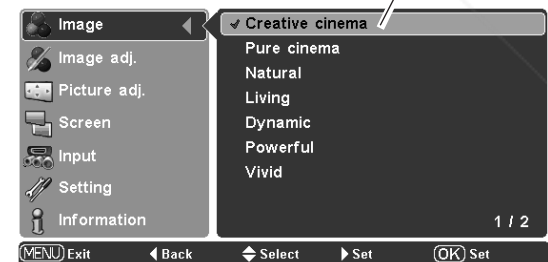 Image
Image adj.
Picture adj.
Screen
Input
Setting
Information
✔ Creative cinema
Pure cinema
Natural
Living
Dynamic
Powerful
Vivid
1 / 2
MENU Exit ◀ Back ◆ Select ▶ Set OK Set